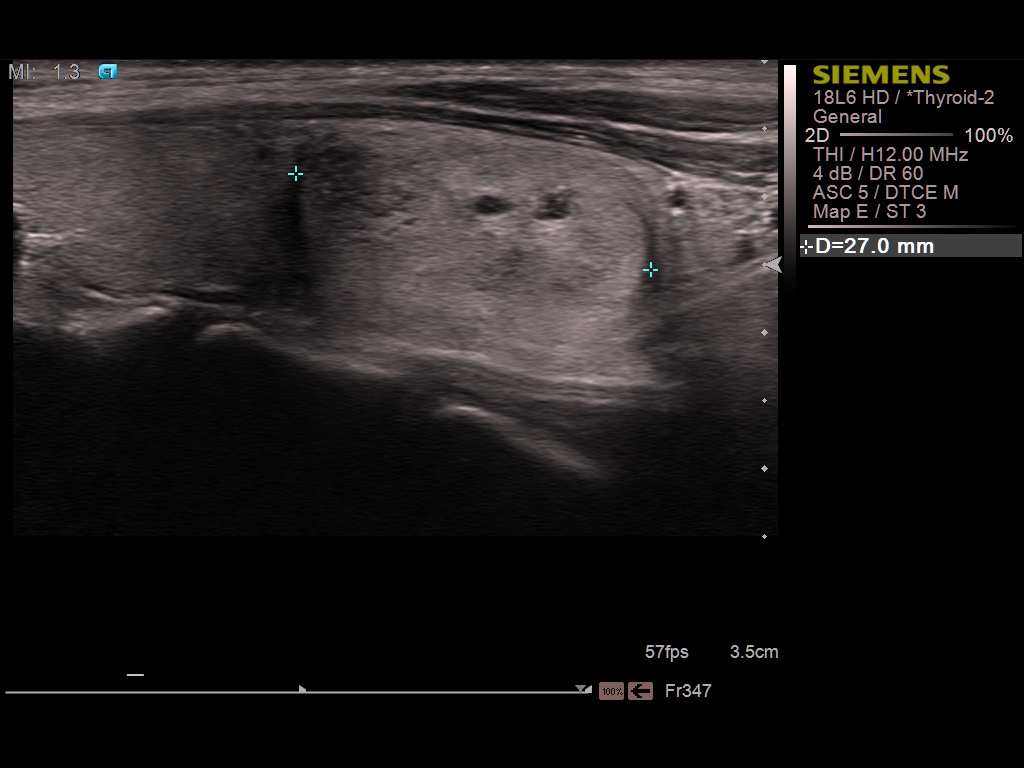 MI: 1.3
SIEMENS
18L6 HD / *Thyroid-2
General
2D 100%
THI / H12.00 MHz
4 dB / DR 60
ASC 5 / DTCE M
Map E / ST 3
D=27.0 mm
57fps 3.5cm
100% Fr347